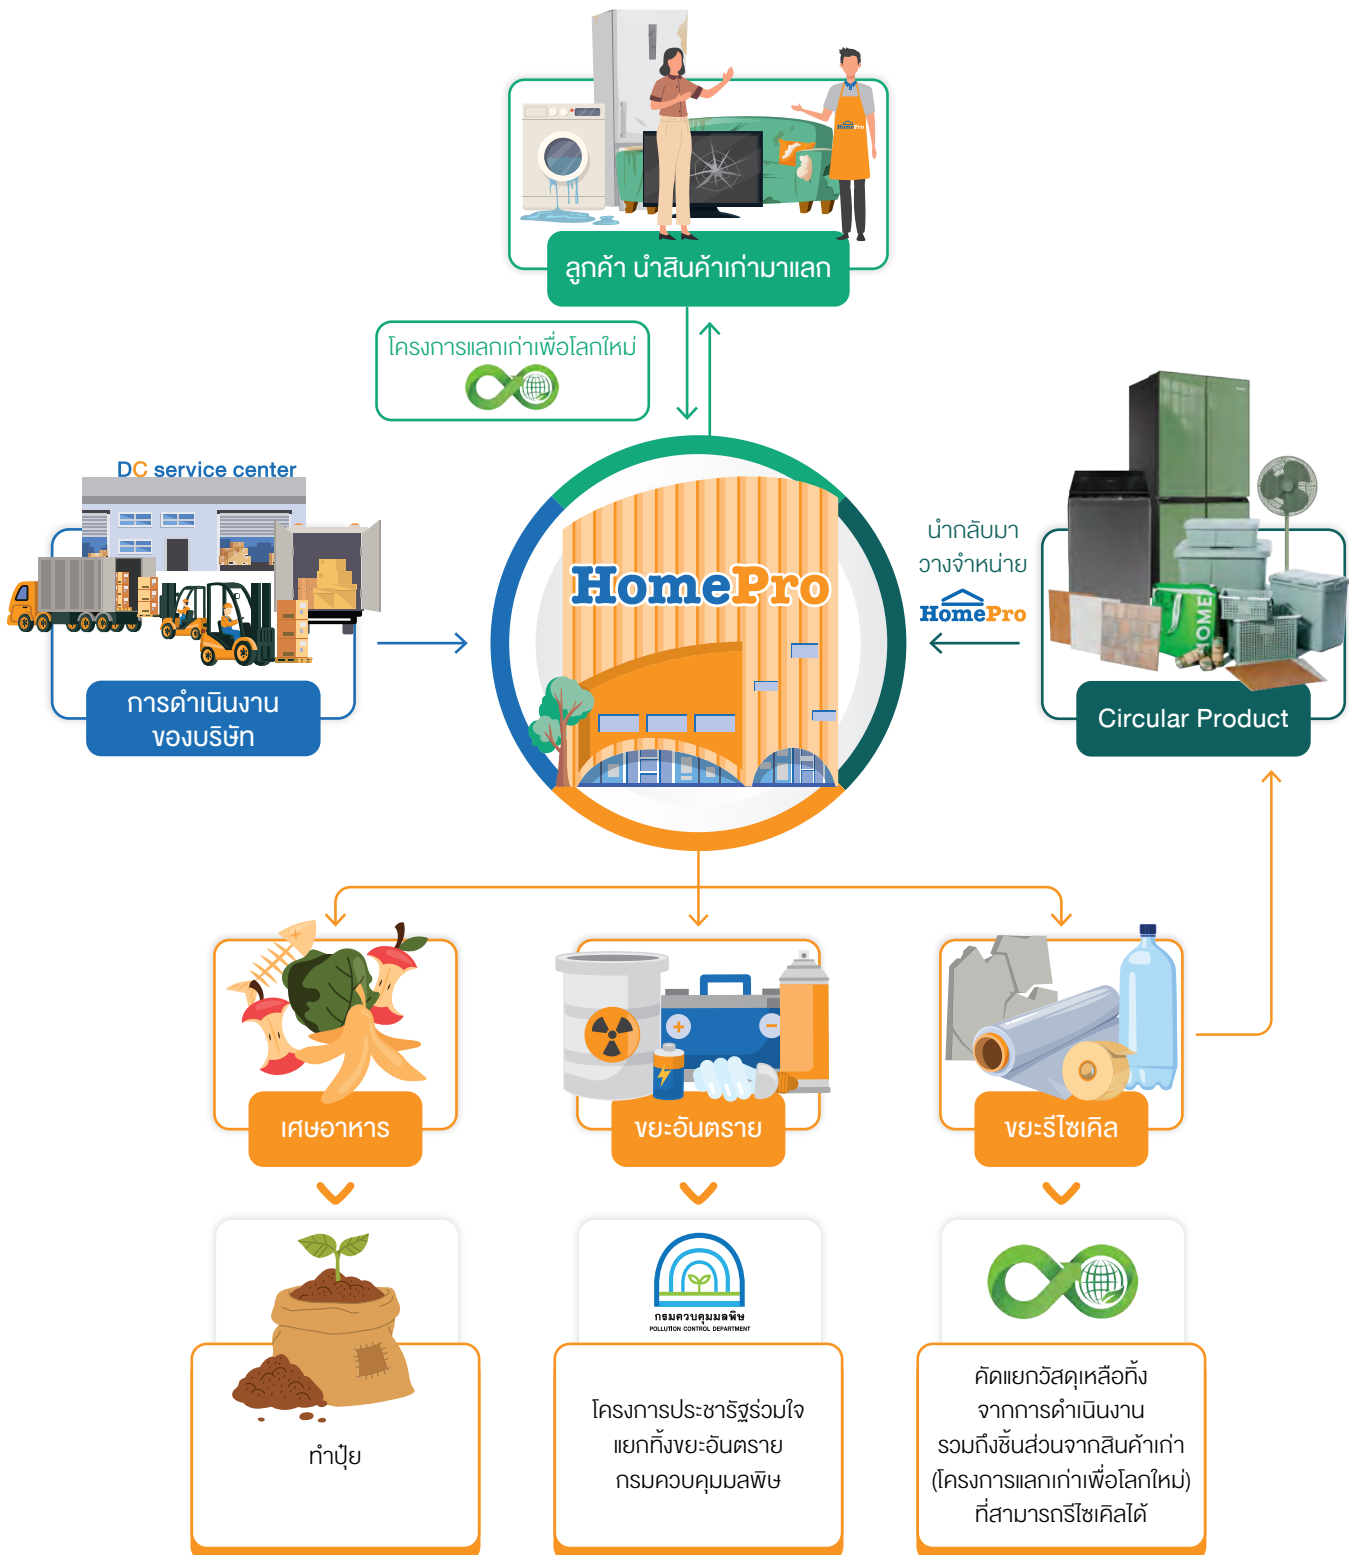 HomePro
ลูกค้า นำสินค้าเก่ามาแลก
โครงการแลกเก่าเพื่อโลกใหม่
DC service center
การดำเนินงาน
ของบริษัท
HomePro
นำกลับมา
วางจำหน่าย
HomePro
HOME
Circular Product
เศษอาหาร
ขยะอันตราย
ขยะรีไซเคิล
ทำปุ๋ย
กรมควบคุมมลพิษ
POLLUTION CONTROL DEPARTMENT
โครงการประชารัฐร่วมใจ
แยกทิ้งขยะอันตราย
กรมควบคุมมลพิษ
คัดแยกวัสดุเหลือทิ้ง
จากการดำเนินงาน
รวมถึงชิ้นส่วนจากสินค้าเก่า
(โครงการแลกเก่าเพื่อโลกใหม่)
ที่สามารถรีไซเคิลได้